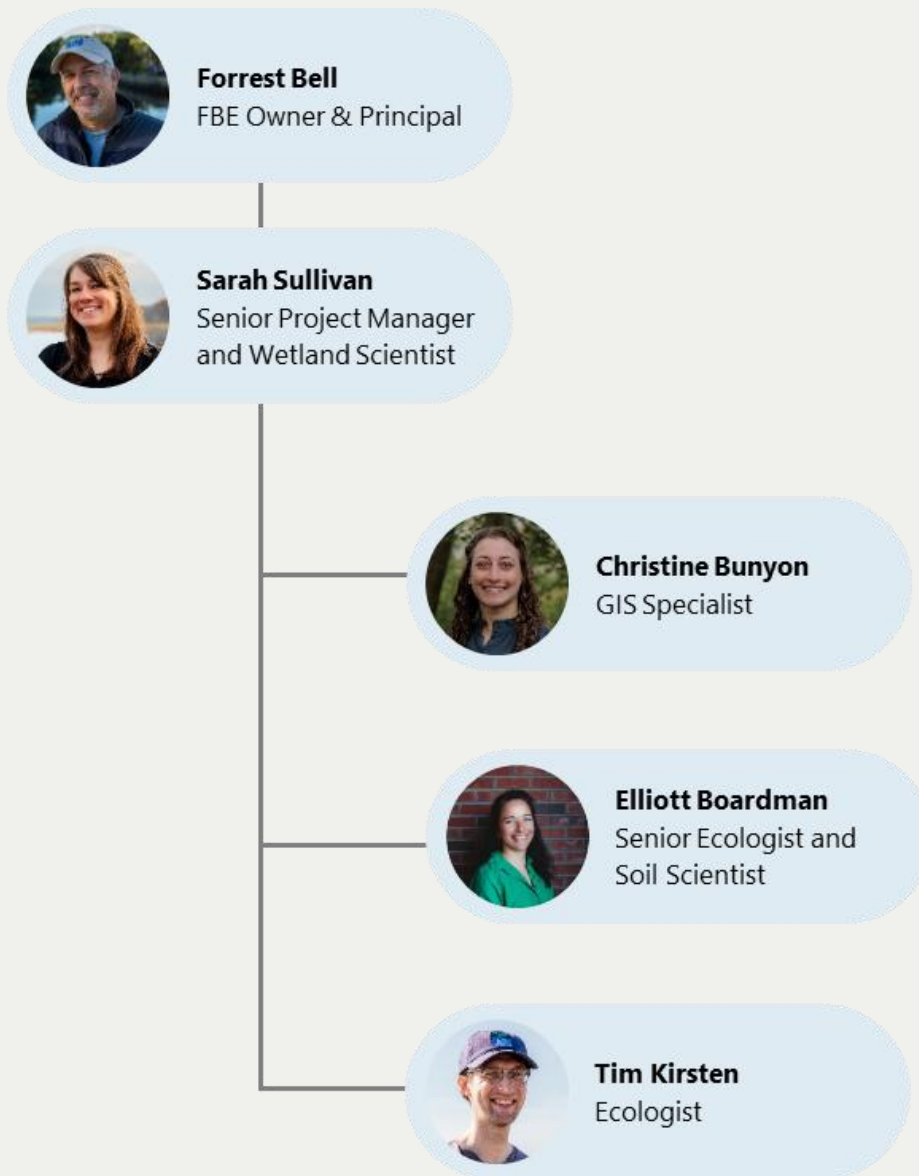 Forrest Bell
FBE Owner & Principal
Sarah Sullivan
Senior Project Manager
and Wetland Scientist
Christine Bunyon
GIS Specialist
Elliott Boardman
Senior Ecologist and
Soil Scientist
Tim Kirsten
Ecologist